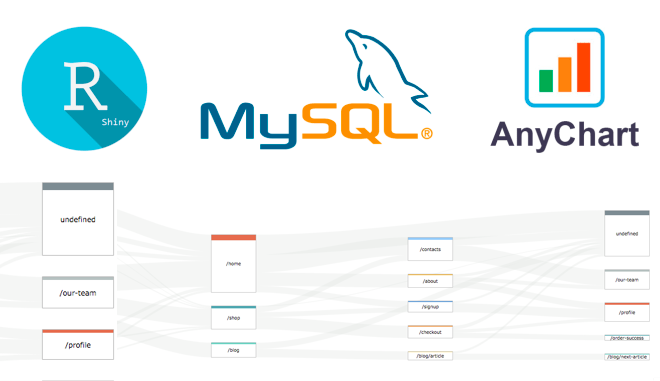 R
Shiny
MySQL®
AnyChart
undefined
/our-team
/profile
/home
/shop
/blog
/contacts
/about
/signup
/checkout
/blog/article
undefined
/our-team
/profile
/order-success
/blog/next-article